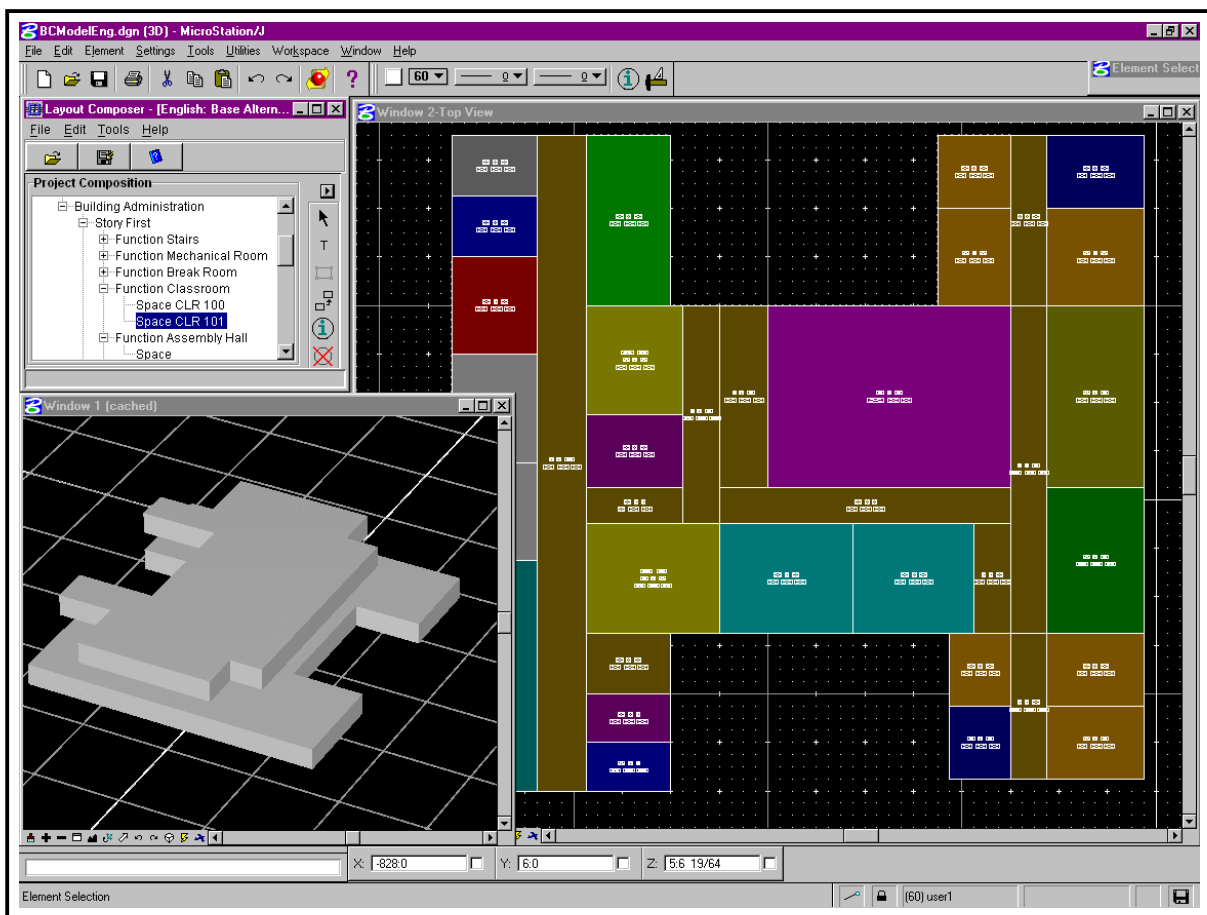 BCModelEng.dgn (3D) - MicroStation/J
File Edit Element Settings Tools Utilities Workspace Window Help
60 0 0
Element Select
Layout Composer - [English: Base Altern...
File Edit Tools Help
Project Composition
Building Administration
Story First
Function Stairs
Function Mechanical Room
Function Break Room
Function Classroom
Space CLR 100
Space CLR 101
Function Assembly Hall
Space
T
Window 2-Top View
Window 1 (cached)
X: -828:0 Y: 6:0 Z: 5:6 19/64
Element Selection (60) user1